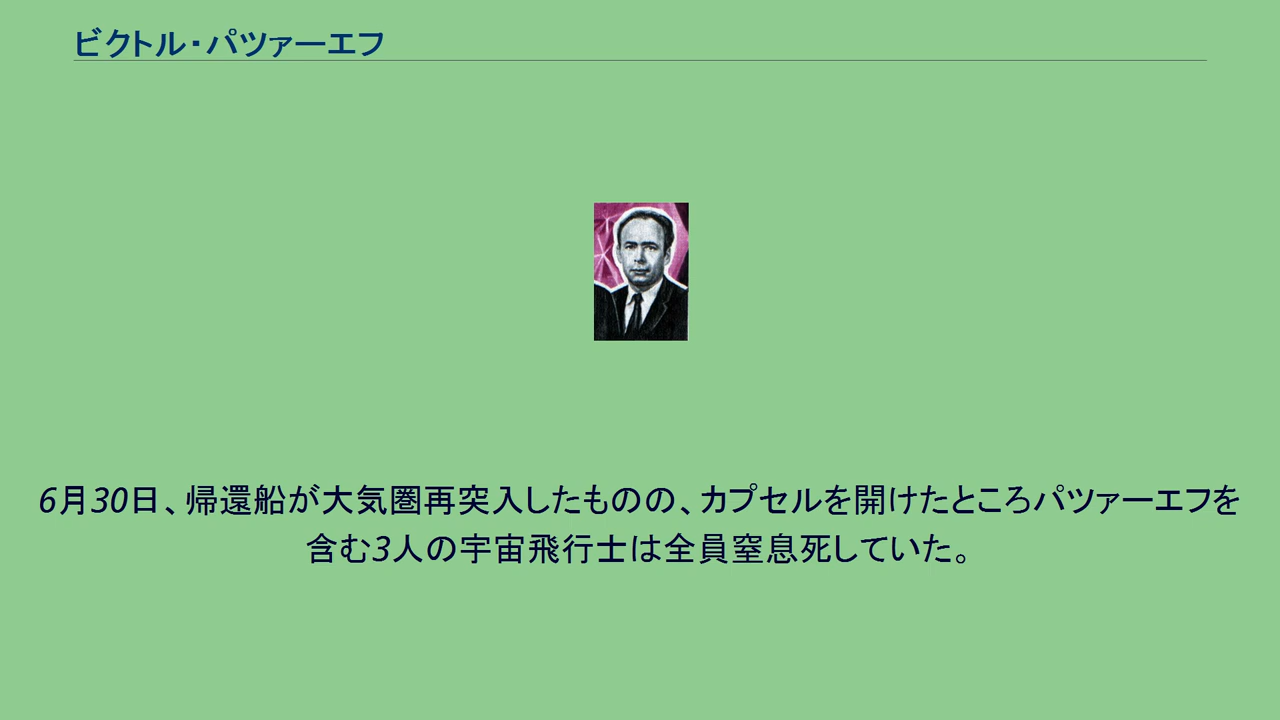 ビクトル・パツァーエフ
6月30日、帰還船が大気圏再突入したものの、カプセルを開けたところパツァーエフを
含む3人の宇宙飛行士は全員窒息死していた。